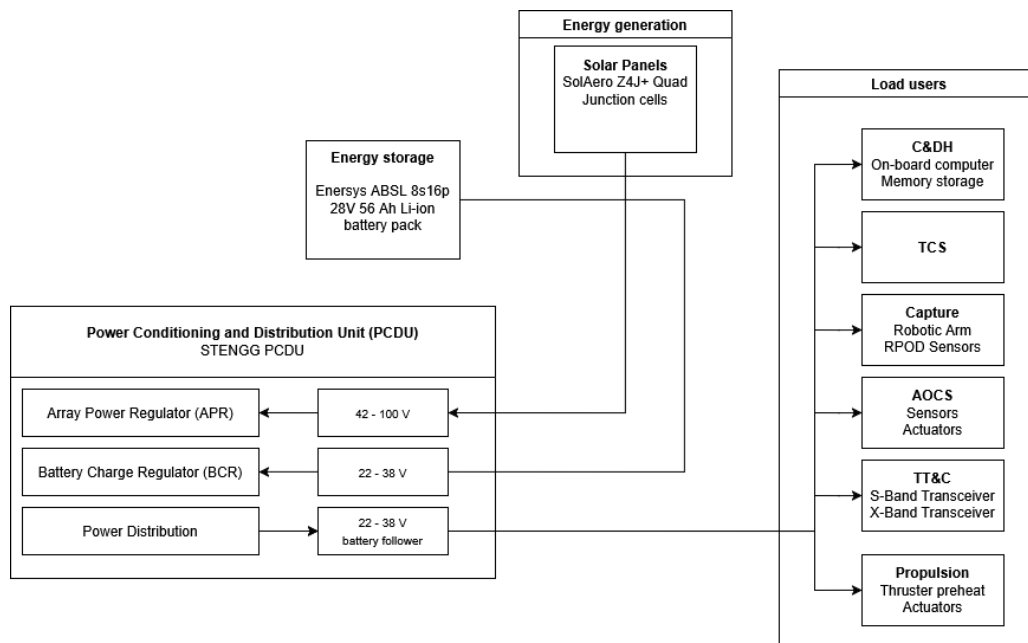 Energy generation
Solar Panels
SolAero Z4J+ Quad
Junction cells
Energy storage
Enersys ABSL 8s16p
28V 56 Ah Li-ion
battery pack
Power Conditioning and Distribution Unit (PCDU)
STENGG PCDU
Array Power Regulator (APR)
42 - 100 V
Battery Charge Regulator (BCR)
22 - 38 V
Power Distribution
22 - 38 V
battery follower
Load users
C&DH
On-board computer
Memory storage
TCS
Capture
Robotic Arm
RPOD Sensors
AOCS
Sensors
Actuators
TT&C
S-Band Transceiver
X-Band Transceiver
Propulsion
Thruster preheat
Actuators